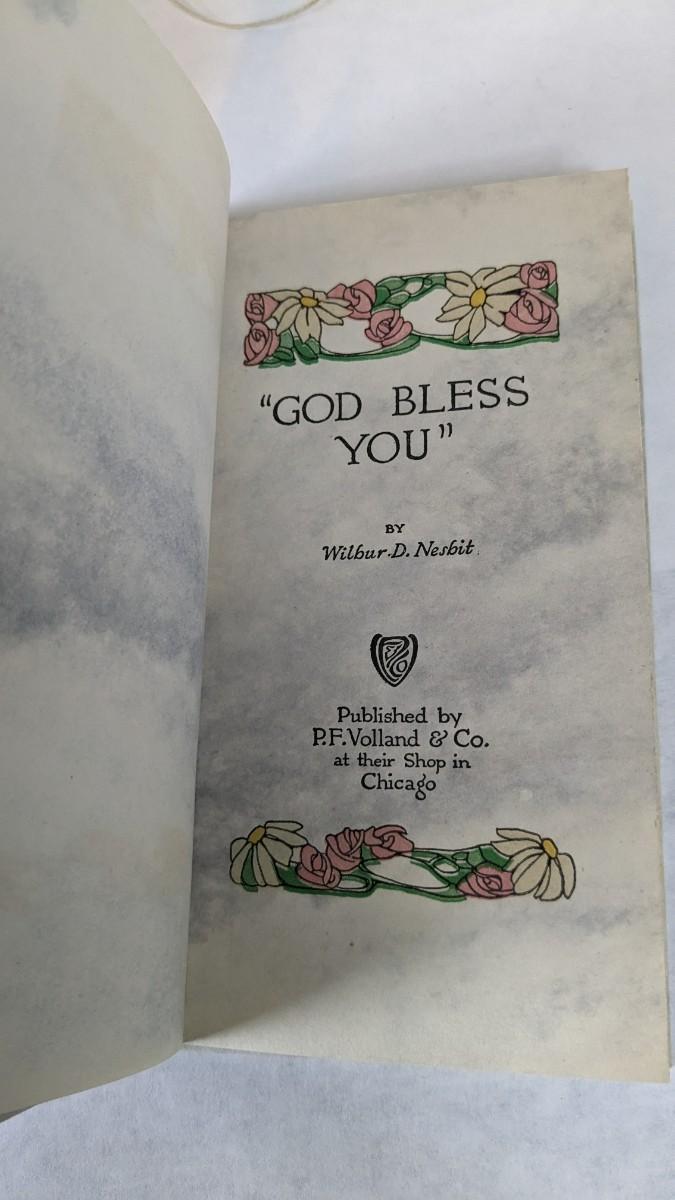 “GOD BLESS
YOU”
BY
Wilbur D. Nesbit
Published by
P.F. Volland & Co.
at their Shop in
Chicago